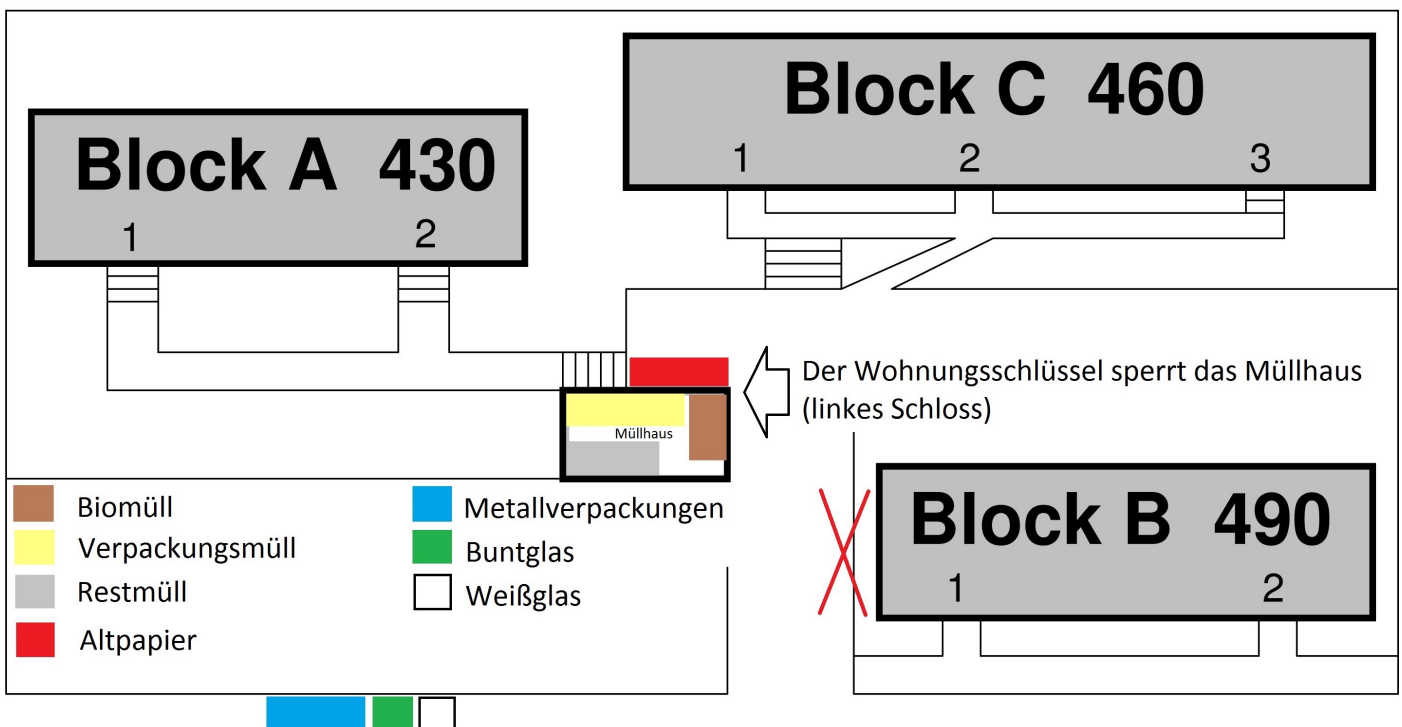 Block C 460
1 2 3
Block A 430
1 2
Der Wohnungsschlüssel sperrt das Müllhaus
(linkes Schloss)
Müllhaus
Block B 490
1 2
Biomüll
Verpackungsmüll
Restmüll
Altpapier
Metallverpackungen
Buntglas
Weißglas